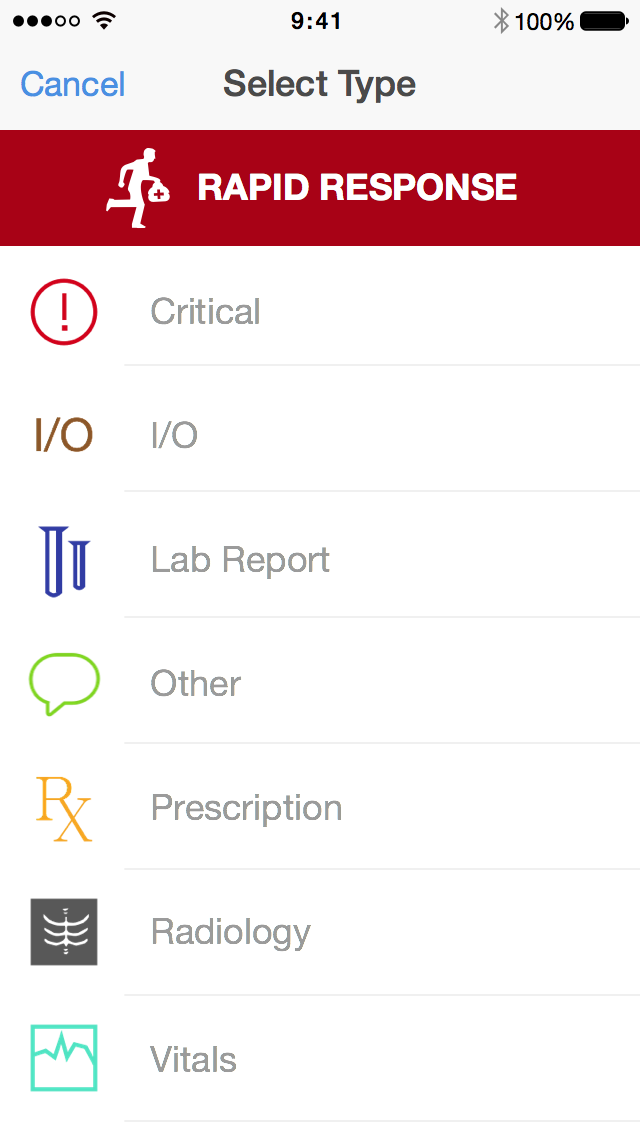 9:41 100%
Cancel Select Type
RAPID RESPONSE
Critical
I/O I/O
Lab Report
Other
Rx Prescription
Radiology
Vitals